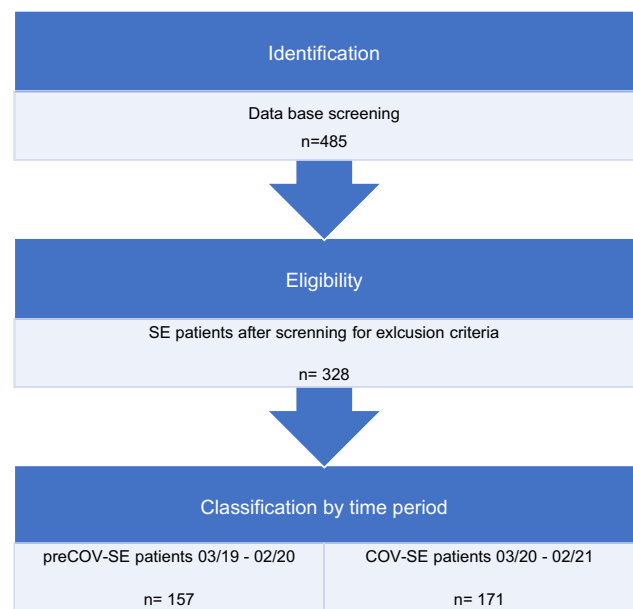 Identification
Data base screening
n=485
Eligibility
SE patients after screnning for exlcusion criteria
n= 328
Classification by time period
preCOV-SE patients 03/19 - 02/20
n= 157
COV-SE patients 03/20 - 02/21
n= 171